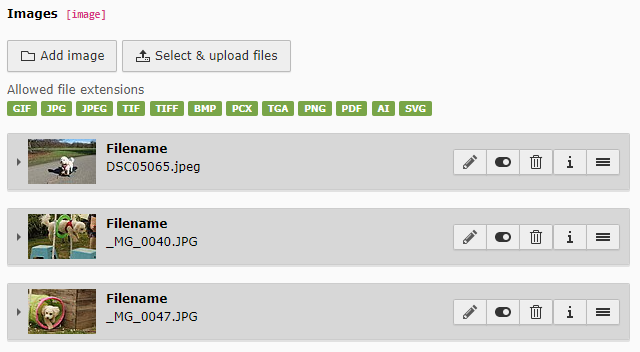 Images [image]
Add image Select & upload files
Allowed file extensions
GIF JPG JPEG TIF TIFF BMP PCX TGA PNG PDF AI SVG
Filename
DSC05065.jpeg
Filename
_MG_0040.JPG
Filename
_MG_0047.JPG